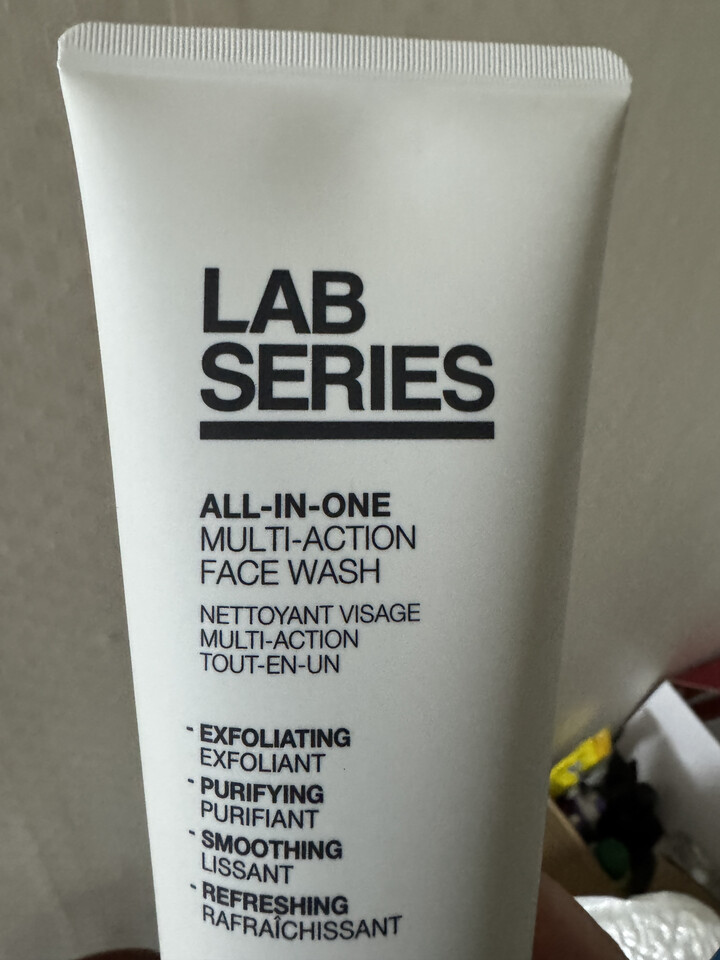 LAB
SERIES
ALL-IN-ONE
MULTI-ACTION
FACE WASH
NETTOYANT VISAGE
MULTI-ACTION
TOUT-EN-UN
- EXFOLIATING
EXFOLIANT
- PURIFYING
PURIFIANT
- SMOOTHING
LISSANT
- REFRESHING
RAFRAÎCHISSANT